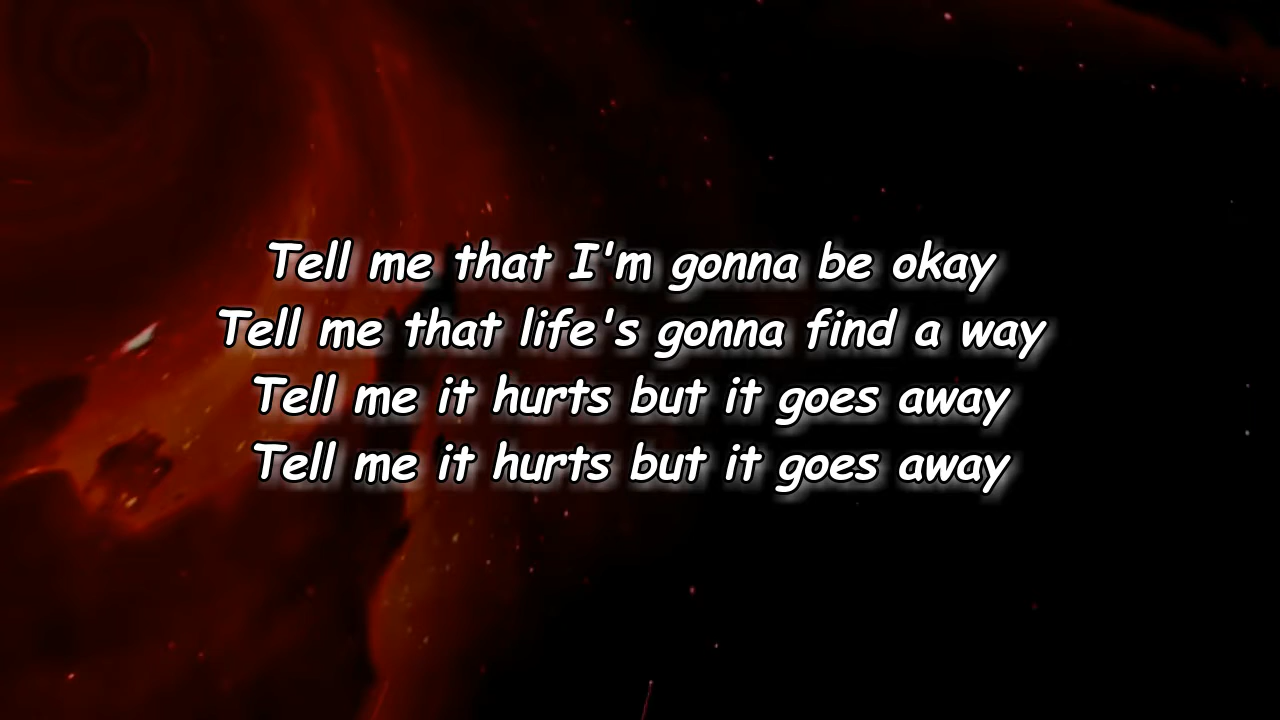 Tell me that I'm gonna be okay
Tell me that life's gonna find a way
Tell me it hurts but it goes away
Tell me it hurts but it goes away